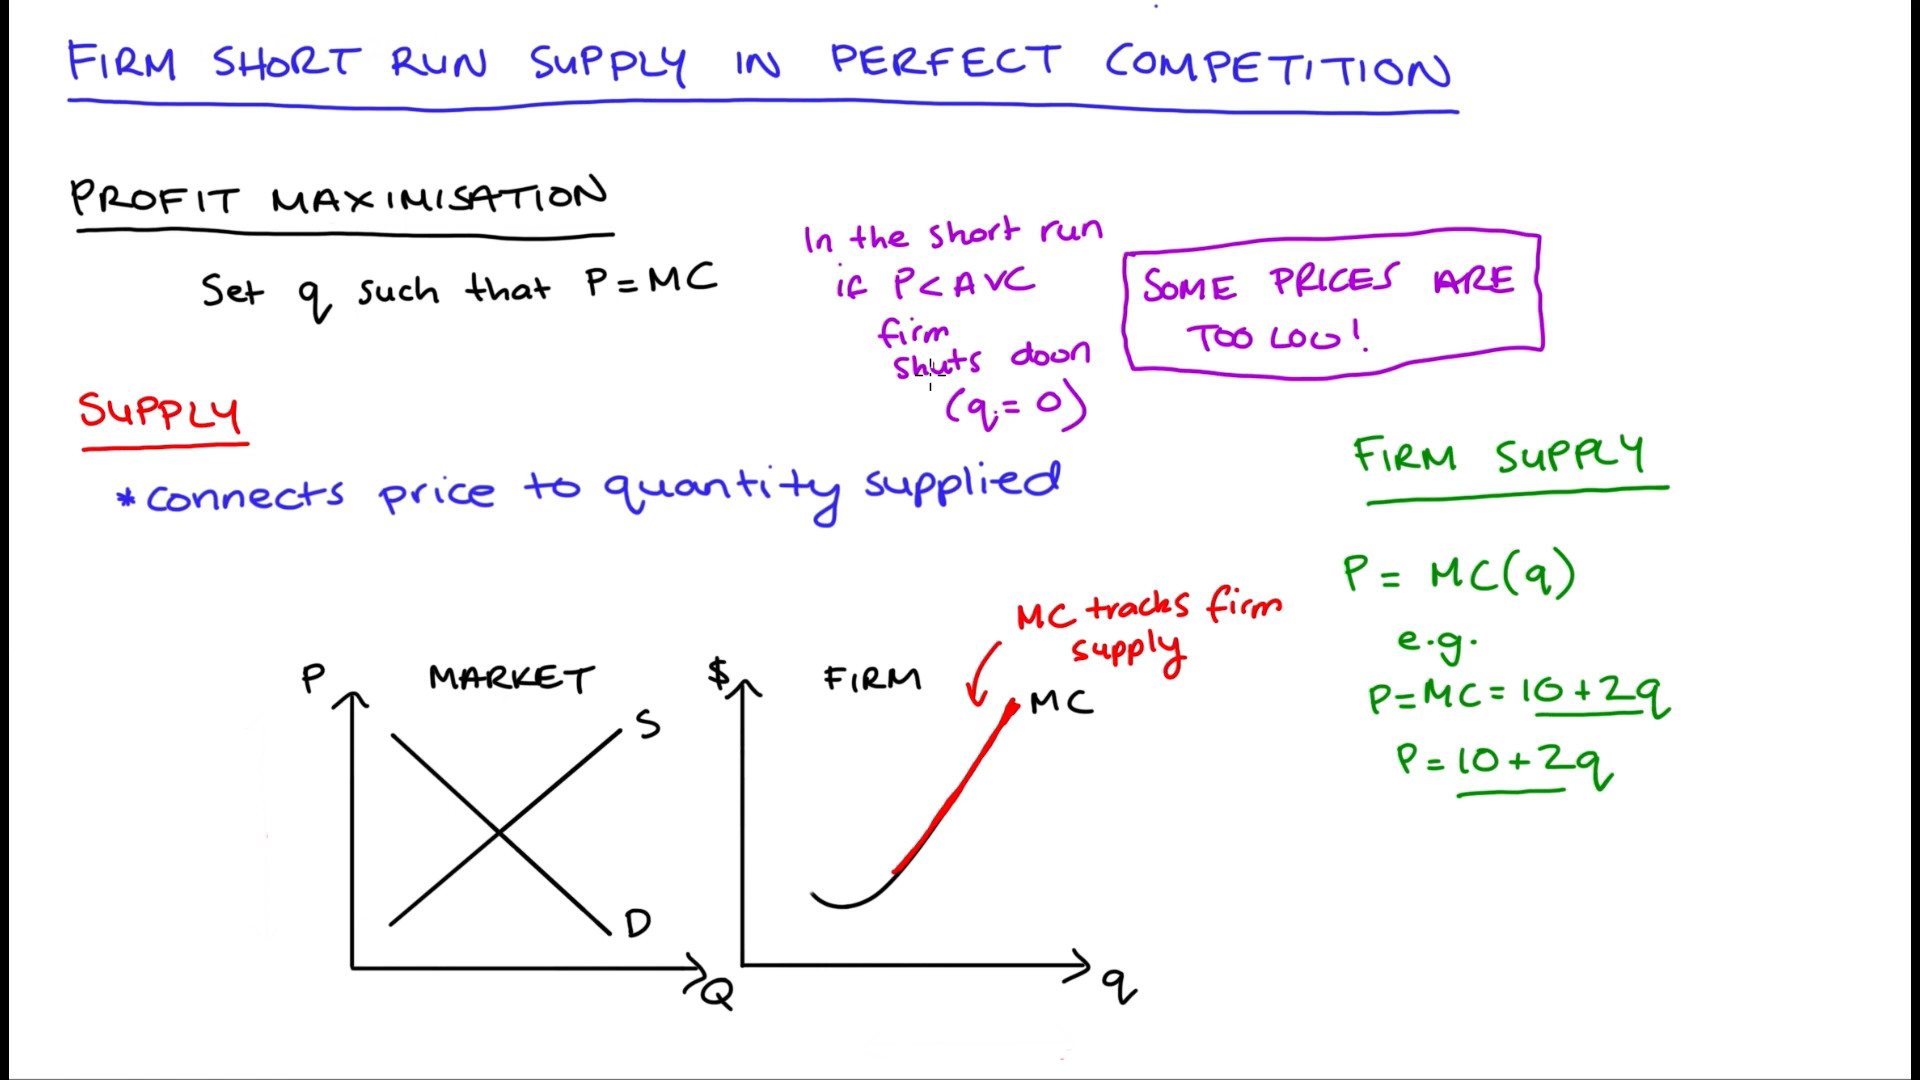 FIRM SHORT RUN SUPPLY IN PERFECT COMPETITION
PROFIT MAXIMISATION
Set q such that P=MC
In the short run
if P<AVC
firm
shuts down
(q=0)
SOME PRICES ARE
TOO LOW!
SUPPLY
*connects price to quantity supplied
FIRM SUPPLY
P = MC(q)
e.g.
P=MC=10+2q
P=10+2q
MC tracks firm
supply
P
MARKET
S
D
Q
$
FIRM
MC
q